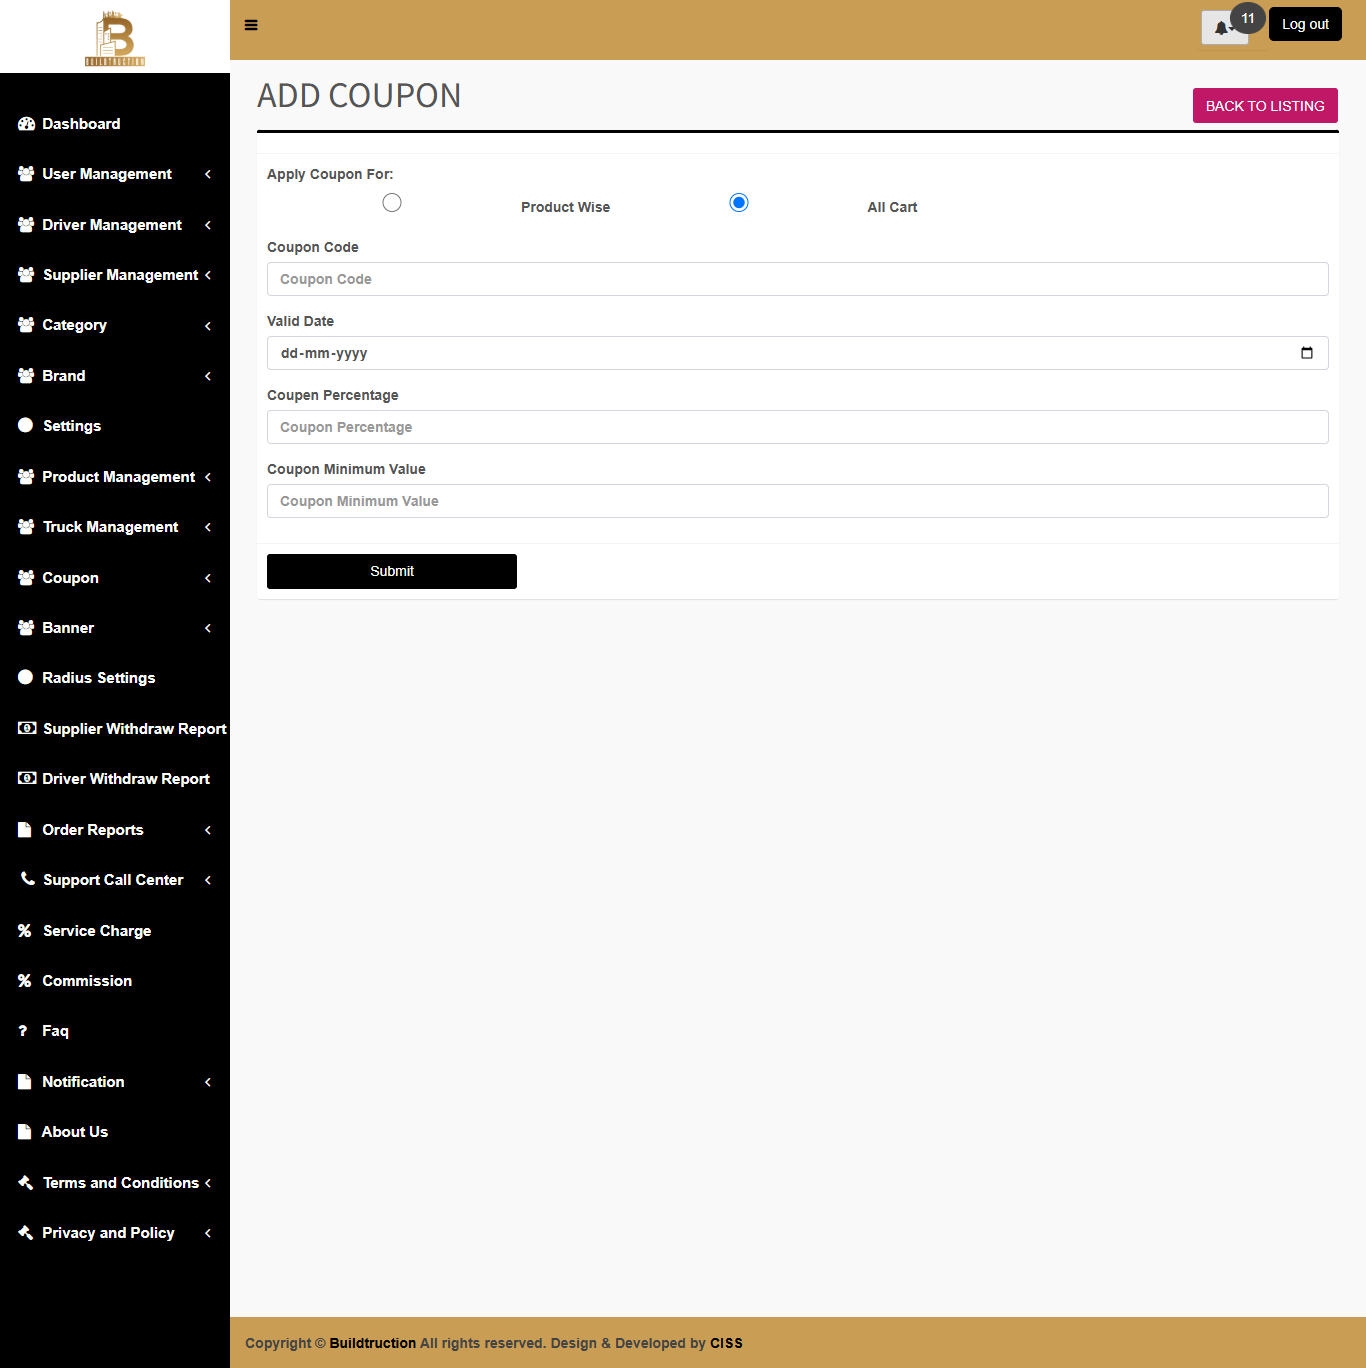 B
BUILDTRUCTION
11
Log out
ADD COUPON
BACK TO LISTING
Dashboard
User Management
Driver Management
Supplier Management
Category
Brand
Settings
Product Management
Truck Management
Coupon
Banner
Radius Settings
Supplier Withdraw Report
Driver Withdraw Report
Order Reports
Support Call Center
Service Charge
Commission
Faq
Notification
About Us
Terms and Conditions
Privacy and Policy
Apply Coupon For:
Product Wise
All Cart
Coupon Code
Coupon Code
Valid Date
dd-mm-yyyy
Coupen Percentage
Coupon Percentage
Coupon Minimum Value
Coupon Minimum Value
Submit
Copyright © Buildtruction All rights reserved. Design & Developed by CISS